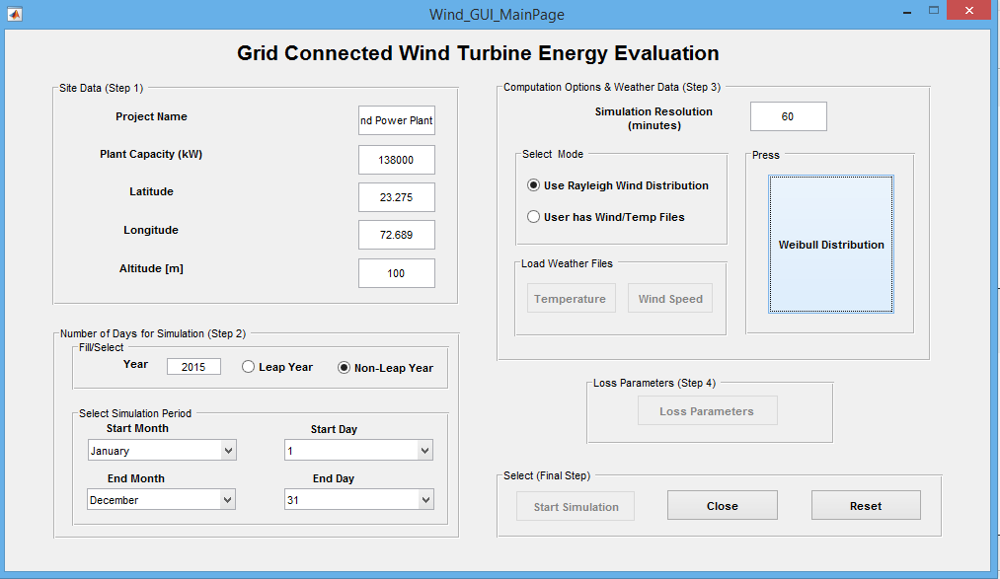 Wind_GUI_MainPage
Grid Connected Wind Turbine Energy Evaluation
Site Data (Step 1)
Project Name
nd Power Plant
Plant Capacity (kW)
138000
Latitude
23.275
Longitude
72.689
Altitude [m]
100
Number of Days for Simulation (Step 2)
Fill/Select
Year
2015
Leap Year
Non-Leap Year
Select Simulation Period
Start Month
Start Day
January
1
End Month
End Day
December
31
Computation Options & Weather Data (Step 3)
Simulation Resolution
(minutes)
60
Select Mode
Use Rayleigh Wind Distribution
User has Wind/Temp Files
Press
Weibull Distribution
Load Weather Files
Temperature
Wind Speed
Loss Parameters (Step 4)
Loss Parameters
Select (Final Step)
Start Simulation
Close
Reset